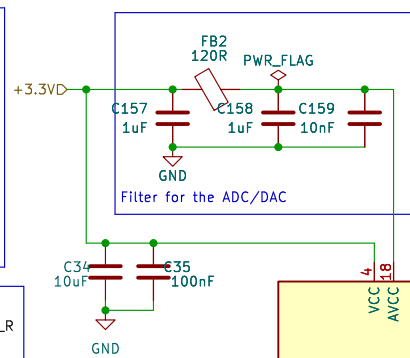 FB2
120R
PWR_FLAG
+3.3V
C157
1uF
C158
1uF
C159
10nF
GND
Filter for the ADC/DAC
C34
10uF
C35
100nF
4
18
VCC
AVCC
_R
GND